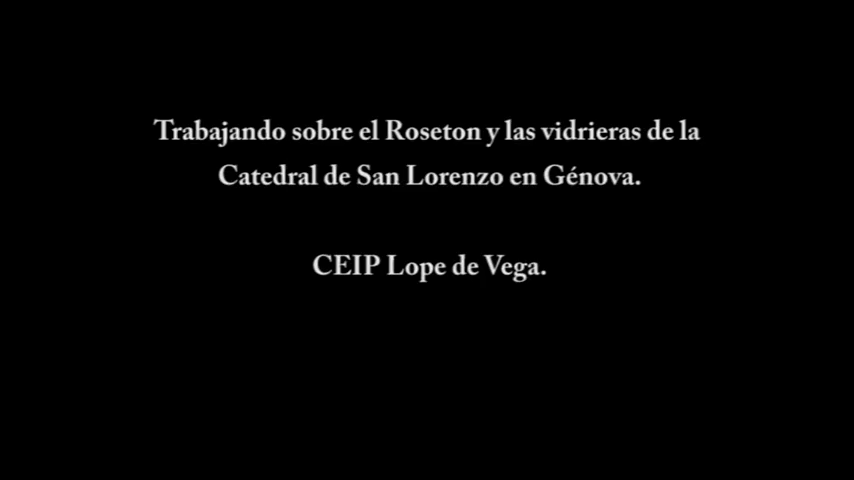 Trabajando sobre el Roseton y las vidrieras de la
Catedral de San Lorenzo en Génova.
CEIP Lope de Vega.